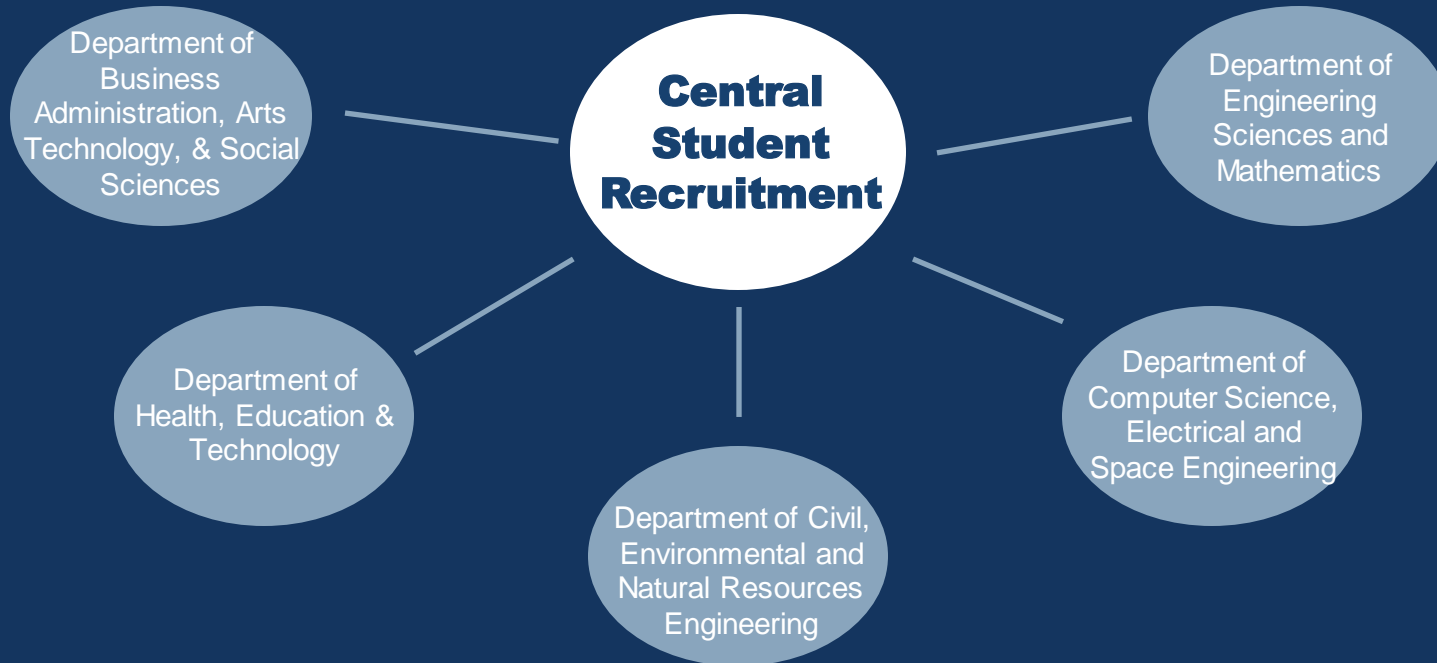 Department of
Business
Administration, Arts
Technology, & Social
Sciences
Central
Student
Recruitment
Department of
Engineering
Sciences and
Mathematics
Department of
Health, Education &
Technology
Department of Civil,
Environmental and
Natural Resources
Engineering
Department of
Computer Science,
Electrical and
Space Engineering